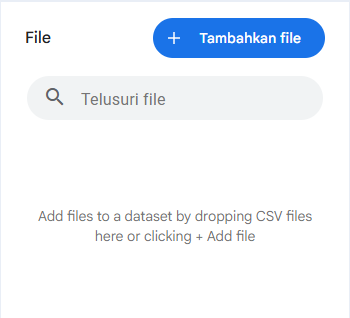 File
+ Tambahkan file
Telusuri file
Add files to a dataset by dropping CSV files
here or clicking + Add file